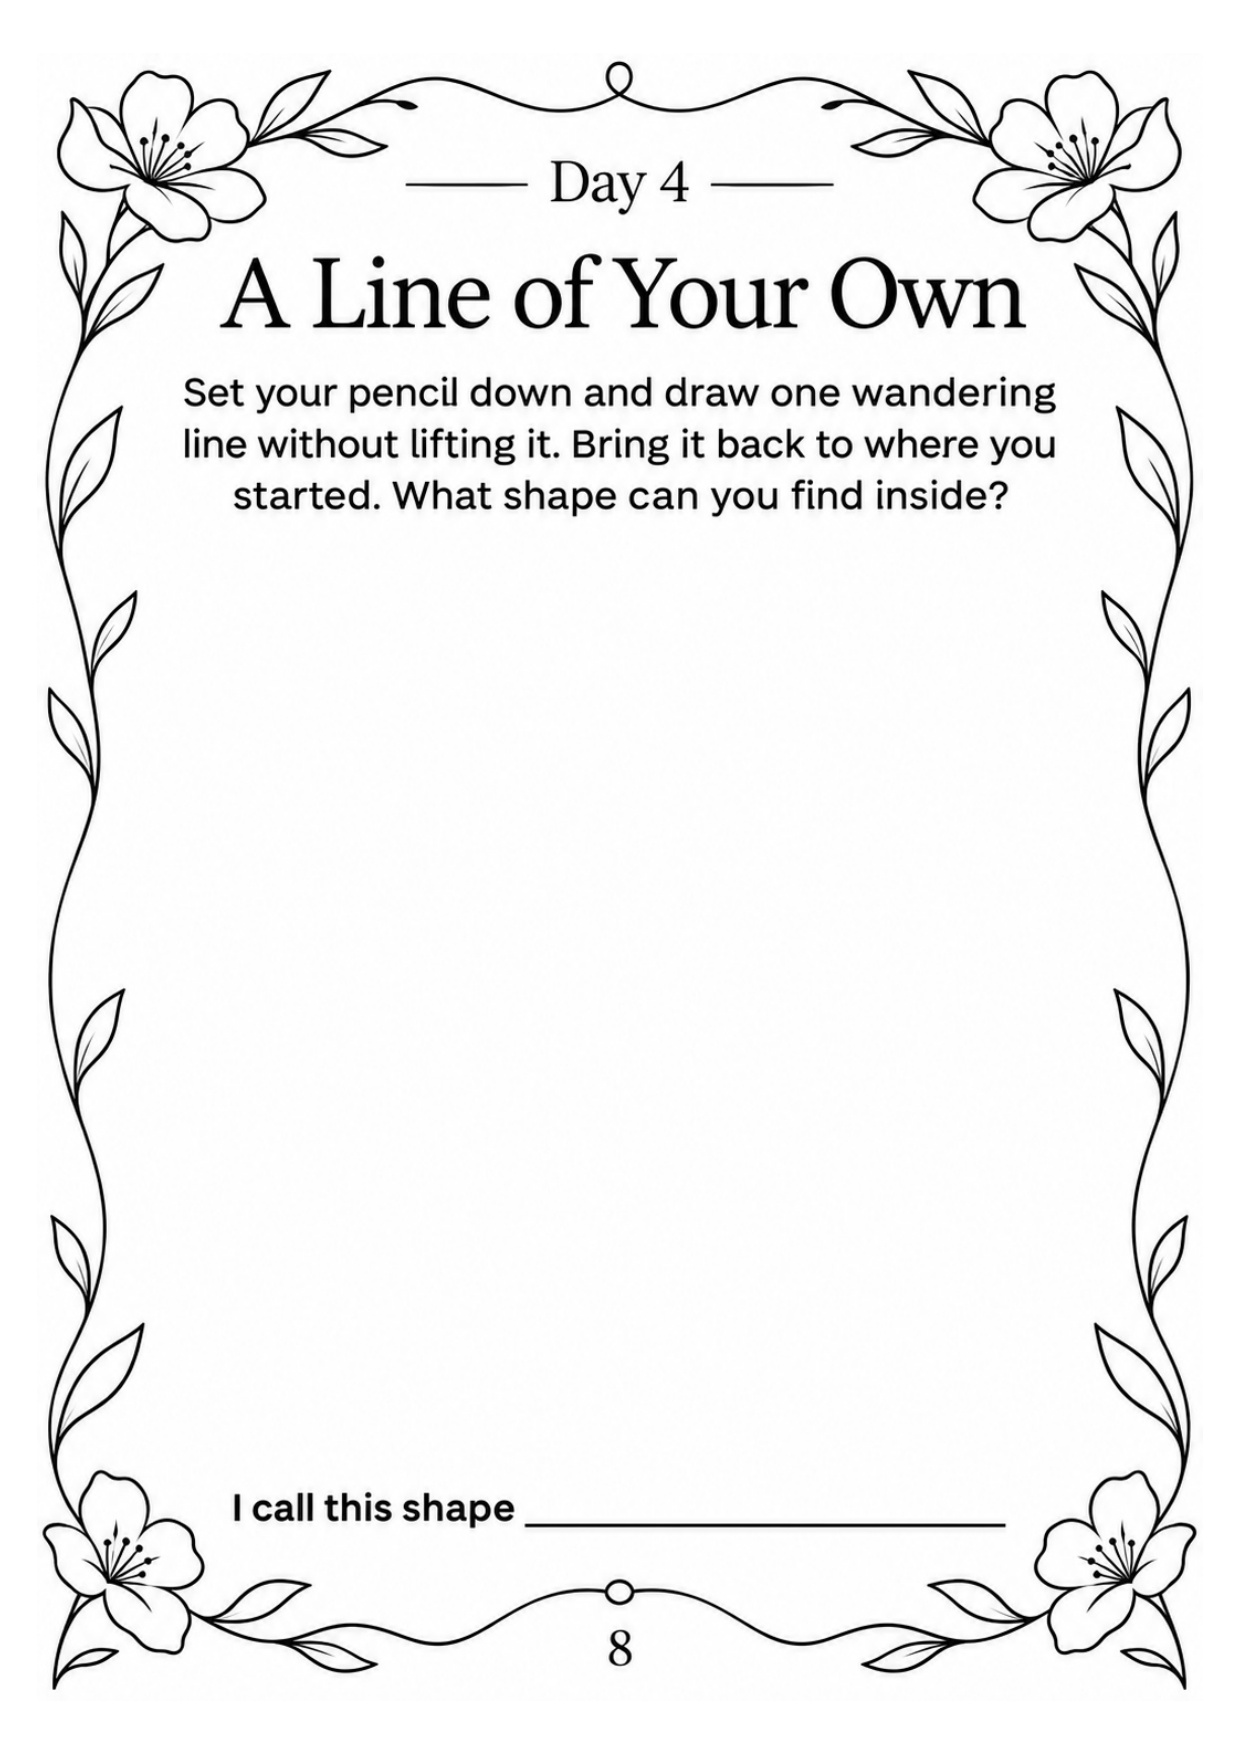 Day 4
A Line of Your Own
Set your pencil down and draw one wandering
line without lifting it. Bring it back to where you
started. What shape can you find inside?
I call this shape
8